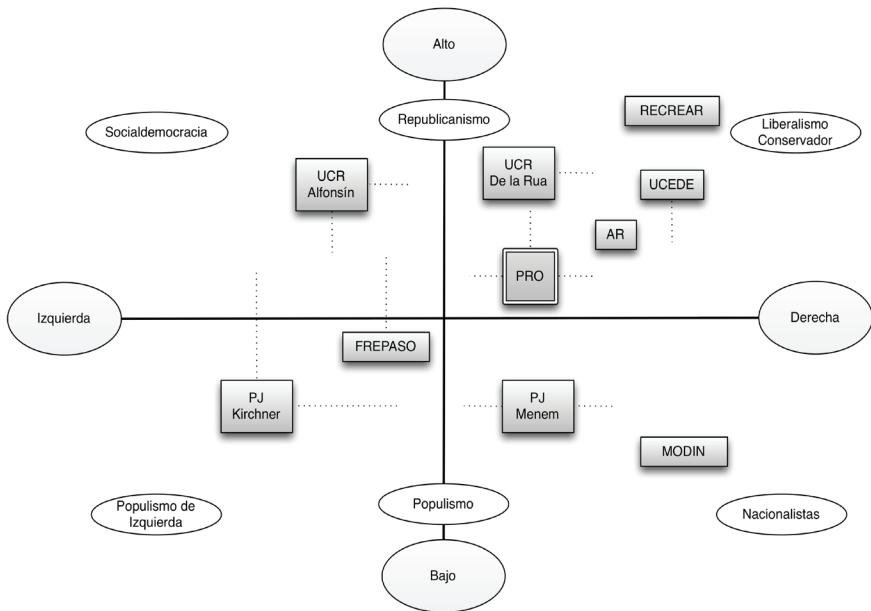 Alto
Socialdemocracia
Republicanismo
RECREAR
Liberalismo
Conservador
UCR
Alfonsín
UCR
De la Rua
UCEDE
AR
PRO
Izquierda
Derecha
FREPASO
PJ
Kirchner
PJ
Menem
MODIN
Populismo de
Izquierda
Populismo
Nacionalistas
Bajo